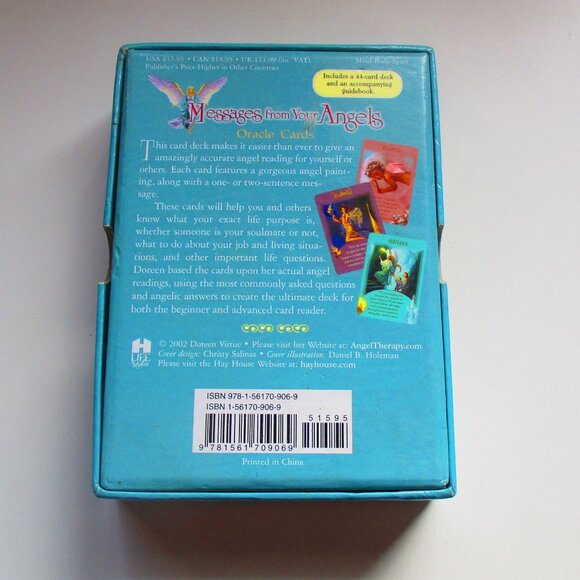 USA $15.95 • CAN $18.95 • UK £11.99 (inc. VAT)
Mind Body Spirit
Publisher's Price Higher in Other Countries
Includes a 44-card deck
and an accompanying
guidebook.
Messages from Your Angels
Oracle Cards
This card deck makes it easier than ever to give an
amazingly accurate angel reading for yourself or
others. Each card features a gorgeous angel paint-
ing, along with a one- or two-sentence mes-
sage.
These cards will help you and others
know what your exact life purpose is,
whether someone is your soulmate or not,
what to do about your job and living situa-
tions, and other important life questions.
Doreen based the cards upon her actual angel
readings, using the most commonly asked questions
and angelic answers to create the ultimate deck for
both the beginner and advanced card reader.
H
LIFE
Styles
© 2002 Doreen Virtue • Please visit her Website at: AngelTherapy.com
Cover design: Christy Salinas • Cover illustration: Daniel B. Holeman
Please visit the Hay House Website at: hayhouse.com
ISBN 978-1-56170-906-9
ISBN 1-56170-906-9
51595
9 781561 709069
Printed in China